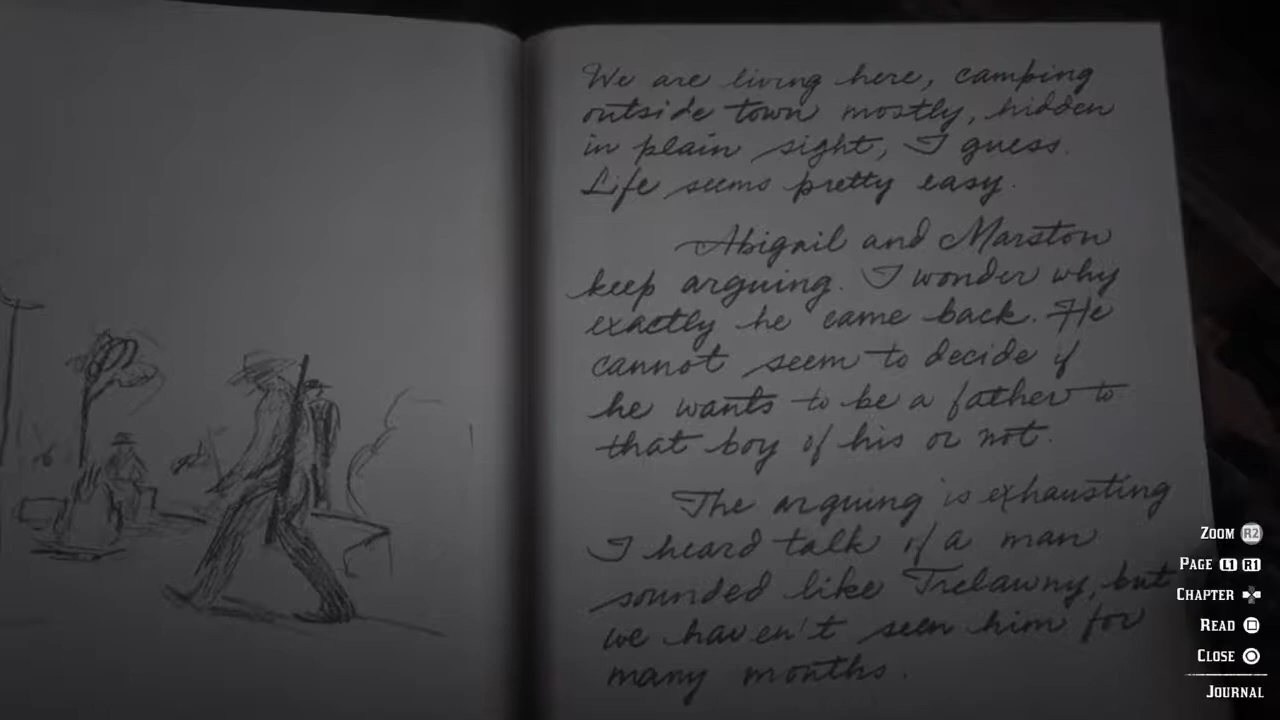 We are living here, camping
outside town mostly, hidden
in plain sight, I guess.
Life seems pretty easy.
Abigail and Marston
keep arguing. I wonder why
exactly he came back. He
cannot seem to decide if
he wants to be a father to
that boy of his or not.
The arguing is exhausting
I heard talk of a man
sounded like Trelawny, but
we haven't seen him for
many months.
ZOOM R2
PAGE L1 R1
CHAPTER
READ
CLOSE
JOURNAL